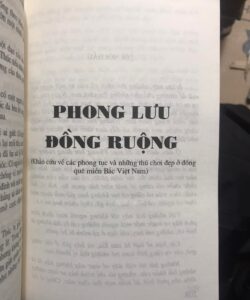 PHONG LƯU
ĐỒNG RUỘNG
(Khảo cứu về các phong tục và những thú chơi đẹp ở đồng
quê miền Bắc Việt Nam)